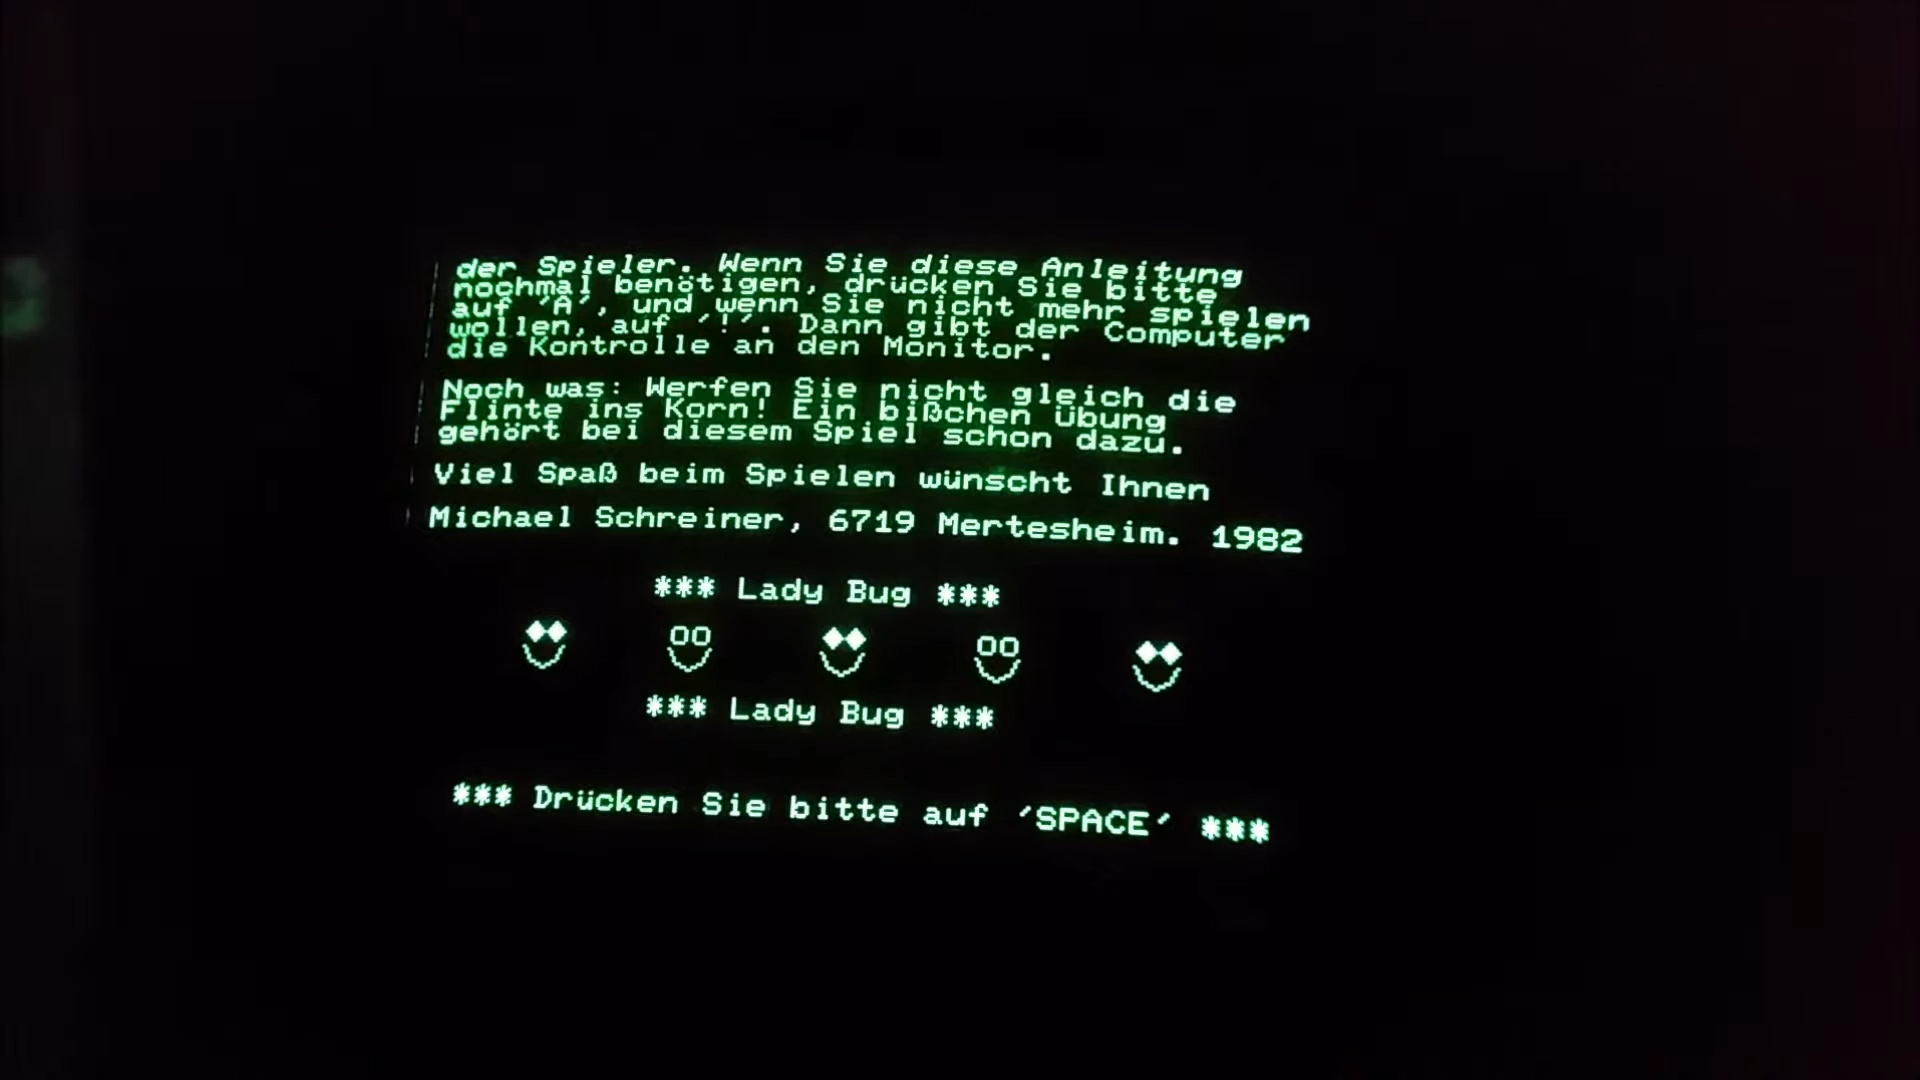 der Spieler. Wenn Sie diese Anleitung
nochmal benötigen, drücken Sie bitte
auf 'A', und wenn Sie nicht mehr spielen
wollen, auf '!'. Dann gibt der Computer
die Kontrolle an den Monitor.
Noch was: Werfen Sie nicht gleich die
Flinte ins Korn! Ein bißchen Übung
gehört bei diesem Spiel schon dazu.
Viel Spaß beim Spielen wünscht Ihnen
Michael Schreiner, 6719 Mertesheim. 1982
*** Lady Bug ***
*** Lady Bug ***
*** Drücken Sie bitte auf 'SPACE' ***